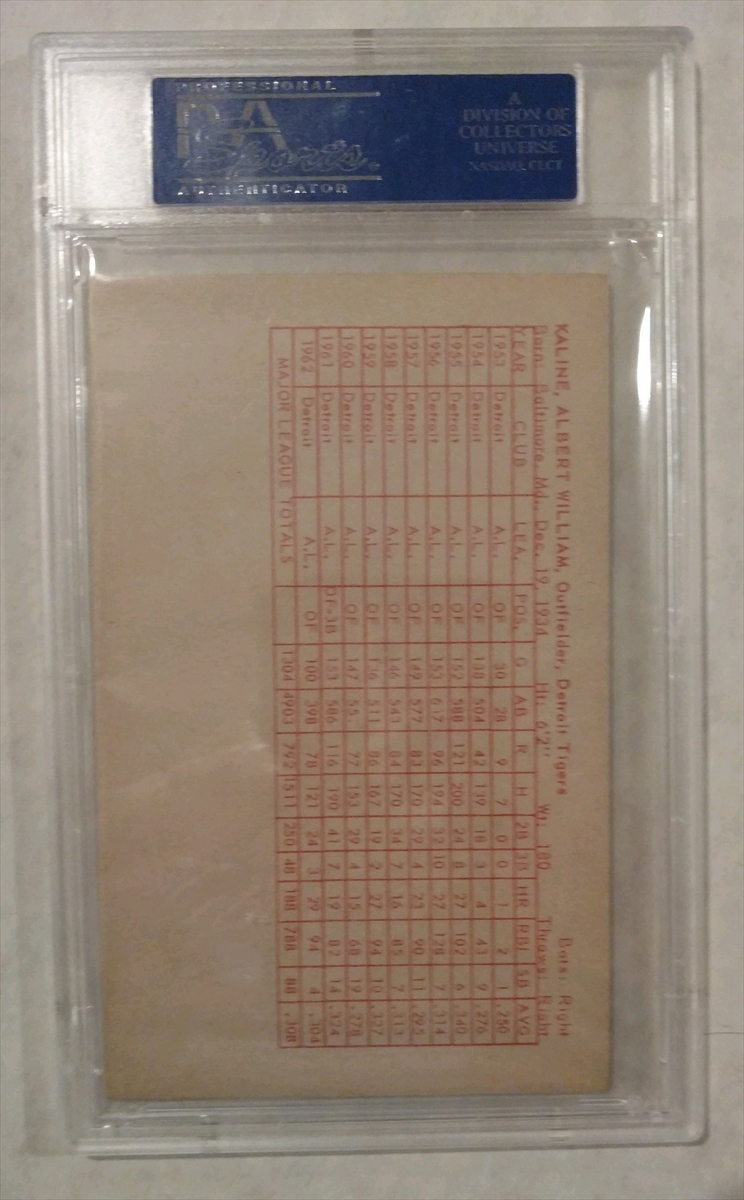 PROFESSIONAL
PSA
Sports
AUTHENTICATOR
A
DIVISION OF
COLLECTORS
UNIVERSE
NASDAQ: CLCT
KALINE, ALBERT WILLIAM, Outfielder, Detroit Tigers Bats: Right
Born: Baltimore, Md., Dec. 19, 1934 Ht: 6'2" Wt: 180 Throws: Right
YEAR CLUB LEA. POS. G AB R H 2B 3B HR RBI SB AVG
1953 Detroit A.L. OF 30 28 9 7 0 0 1 2 1 .250
1954 Detroit A.L. OF 138 504 42 139 18 3 4 43 9 .276
1955 Detroit A.L. OF 152 588 121 200 24 8 27 102 6 .340
1956 Detroit A.L. OF 153 617 96 194 32 10 27 128 7 .314
1957 Detroit A.L. OF 149 577 83 170 29 4 23 90 11 .295
1958 Detroit A.L. OF 146 543 84 170 34 7 16 85 7 .313
1959 Detroit A.L. OF 136 511 86 167 19 2 27 94 10 .327
1960 Detroit A.L. OF 147 551 77 153 29 4 15 68 19 .278
1961 Detroit A.L. OF-3B 153 586 116 190 41 7 19 82 14 .324
1962 Detroit A.L. OF 100 398 78 121 24 3 29 94 4 .304
MAJOR LEAGUE TOTALS 1304 4903 792 1511 250 48 188 788 88 .308